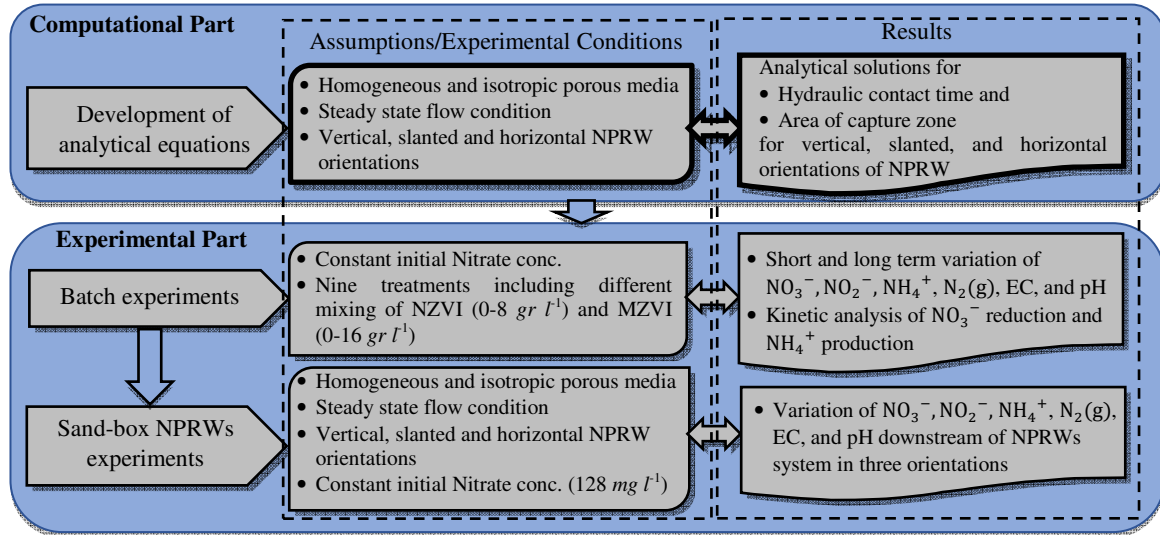 Computational Part
Assumptions/Experimental Conditions
Results
Development of
analytical equations
• Homogeneous and isotropic porous media
• Steady state flow condition
• Vertical, slanted and horizontal NPRW
orientations
Analytical solutions for
• Hydraulic contact time and
• Area of capture zone
for vertical, slanted, and horizontal
orientations of NPRW
Experimental Part
Batch experiments
• Constant initial Nitrate conc.
• Nine treatments including different
mixing of NZVI (0-8 gr l⁻¹) and MZVI
(0-16 gr l⁻¹)
• Short and long term variation of
NO₃⁻, NO₂⁻, NH₄⁺, N₂(g), EC, and pH
• Kinetic analysis of NO₃⁻ reduction and
NH₄⁺ production
Sand-box NPRWs
experiments
• Homogeneous and isotropic porous media
• Steady state flow condition
• Vertical, slanted and horizontal NPRW
orientations
• Constant initial Nitrate conc. (128 mg l⁻¹)
• Variation of NO₃⁻, NO₂⁻, NH₄⁺, N₂(g),
EC, and pH downstream of NPRWs
system in three orientations